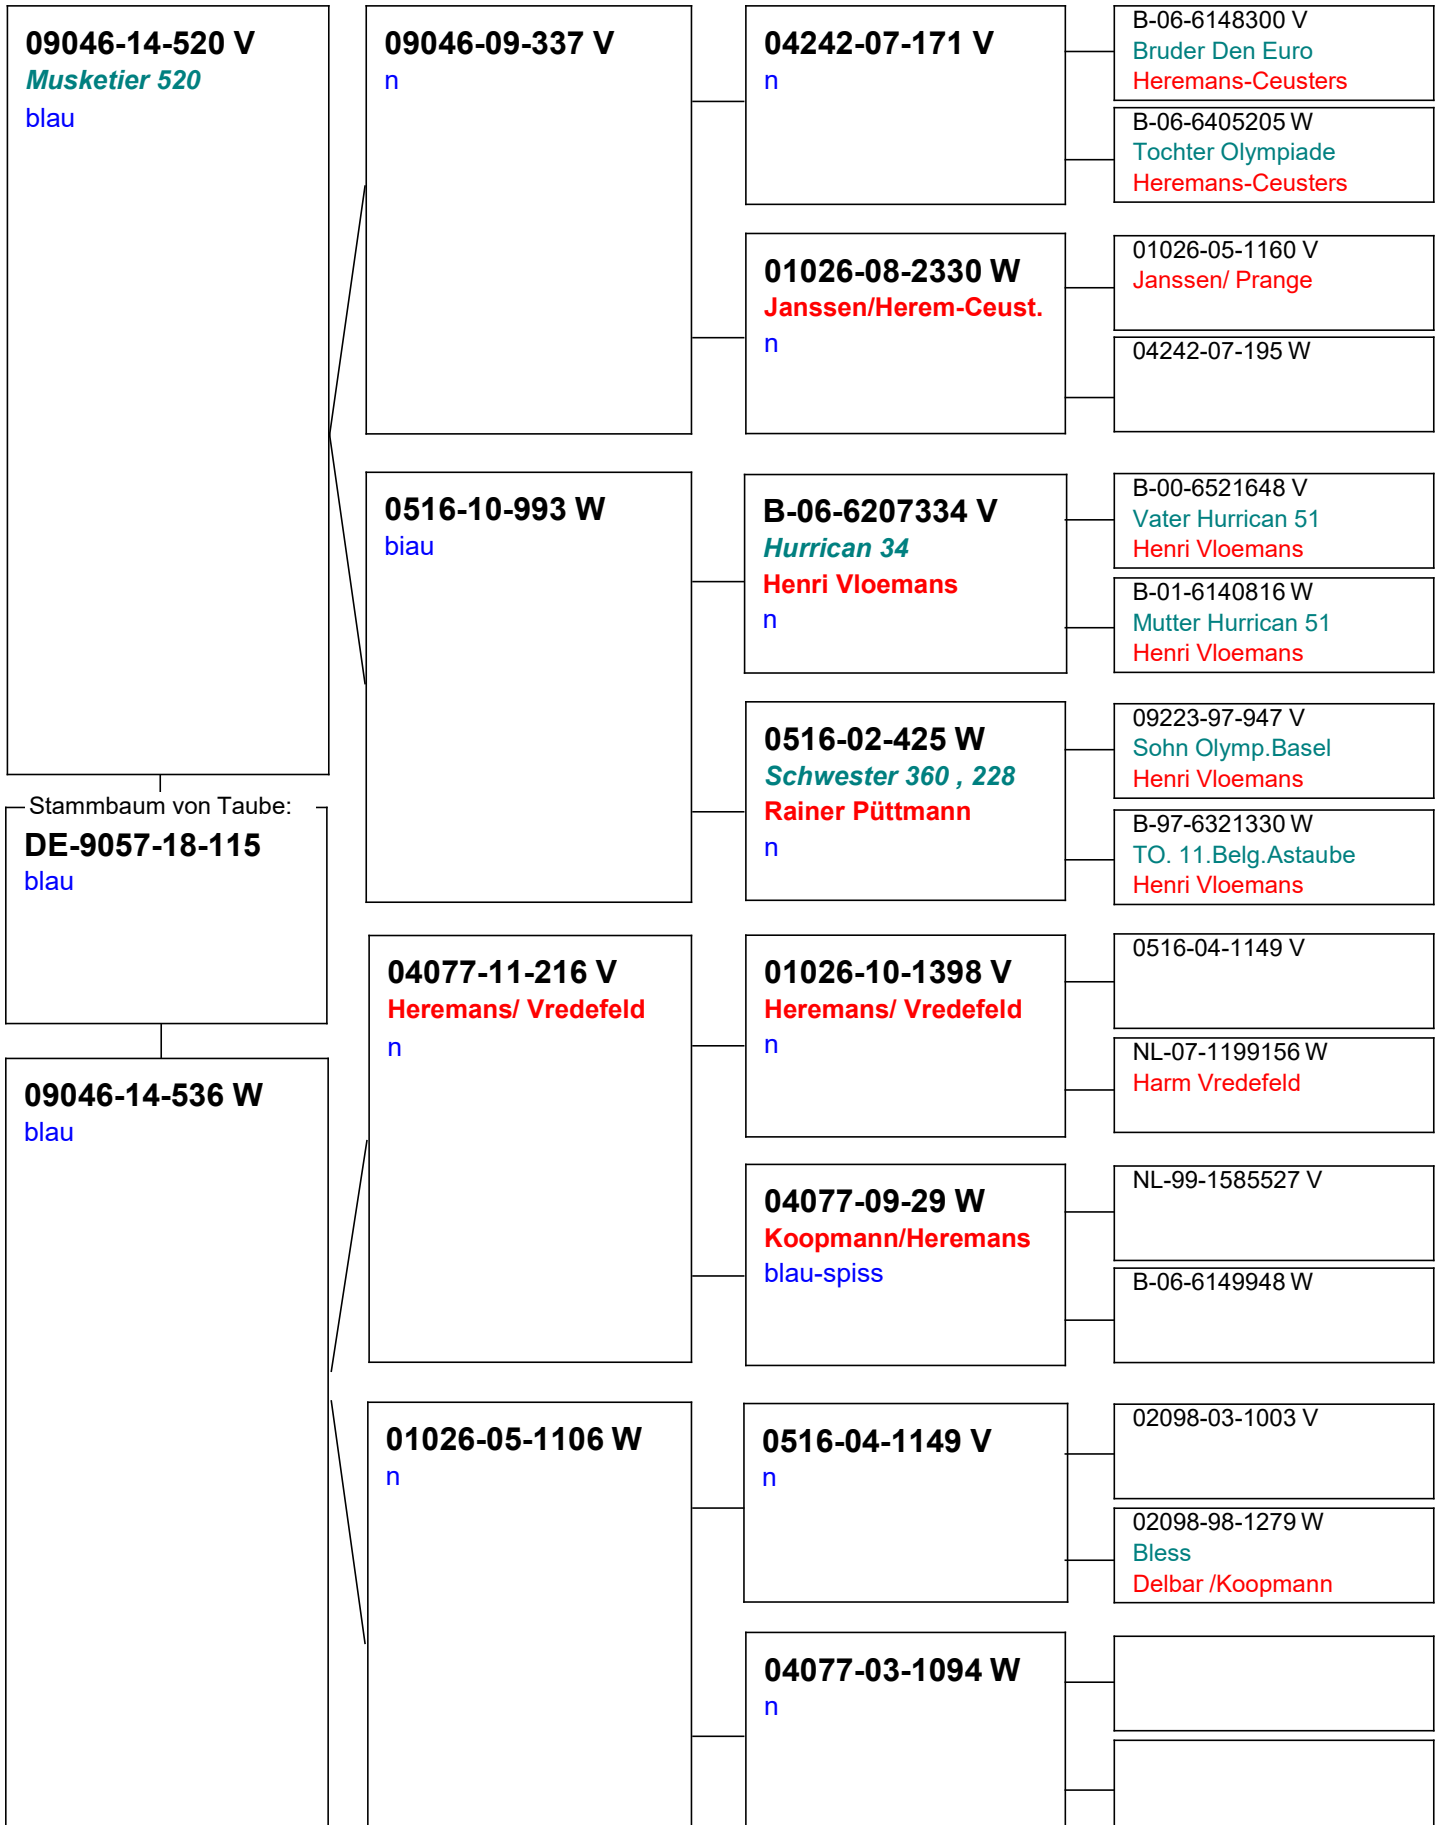 09046-14-520 V
Musketier 520
blau
Stammbaum von Taube:
DE-9057-18-115
blau
09046-14-536 W
blau
09046-09-337 V
n
0516-10-993 W
biau
04077-11-216 V
Heremans/ Vredefeld
n
01026-05-1106 W
n
04242-07-171 V
n
01026-08-2330 W
Janssen/Herem-Ceust.
n
B-06-6207334 V
Hurrican 34
Henri Vloemans
n
0516-02-425 W
Schwester 360 , 228
Rainer Püttmann
n
01026-10-1398 V
Heremans/ Vredefeld
n
04077-09-29 W
Koopmann/Heremans
blau-spiss
0516-04-1149 V
n
04077-03-1094 W
n
B-06-6148300 V
Bruder Den Euro
Heremans-Ceusters
B-06-6405205 W
Tochter Olympiade
Heremans-Ceusters
01026-05-1160 V
Janssen/ Prange
04242-07-195 W
B-00-6521648 V
Vater Hurrican 51
Henri Vloemans
B-01-6140816 W
Mutter Hurrican 51
Henri Vloemans
09223-97-947 V
Sohn Olymp.Basel
Henri Vloemans
B-97-6321330 W
TO. 11.Belg.Astaube
Henri Vloemans
0516-04-1149 V
NL-07-1199156 W
Harm Vredefeld
NL-99-1585527 V
B-06-6149948 W
02098-03-1003 V
02098-98-1279 W
Bless
Delbar /Koopmann